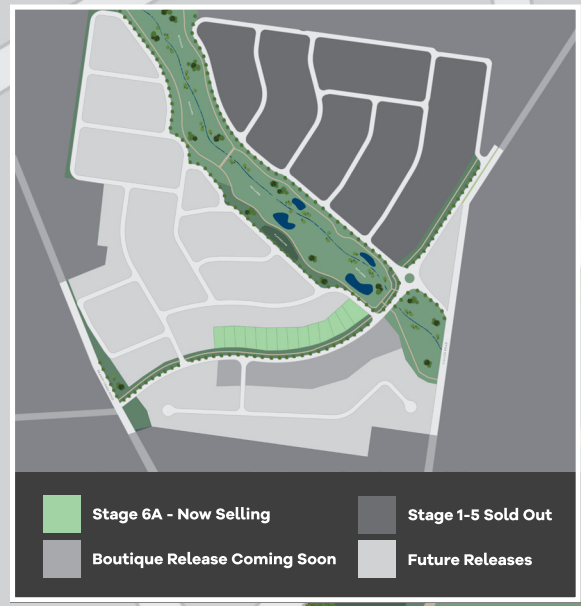 Stage 6A - Now Selling
Stage 1-5 Sold Out
Boutique Release Coming Soon
Future Releases